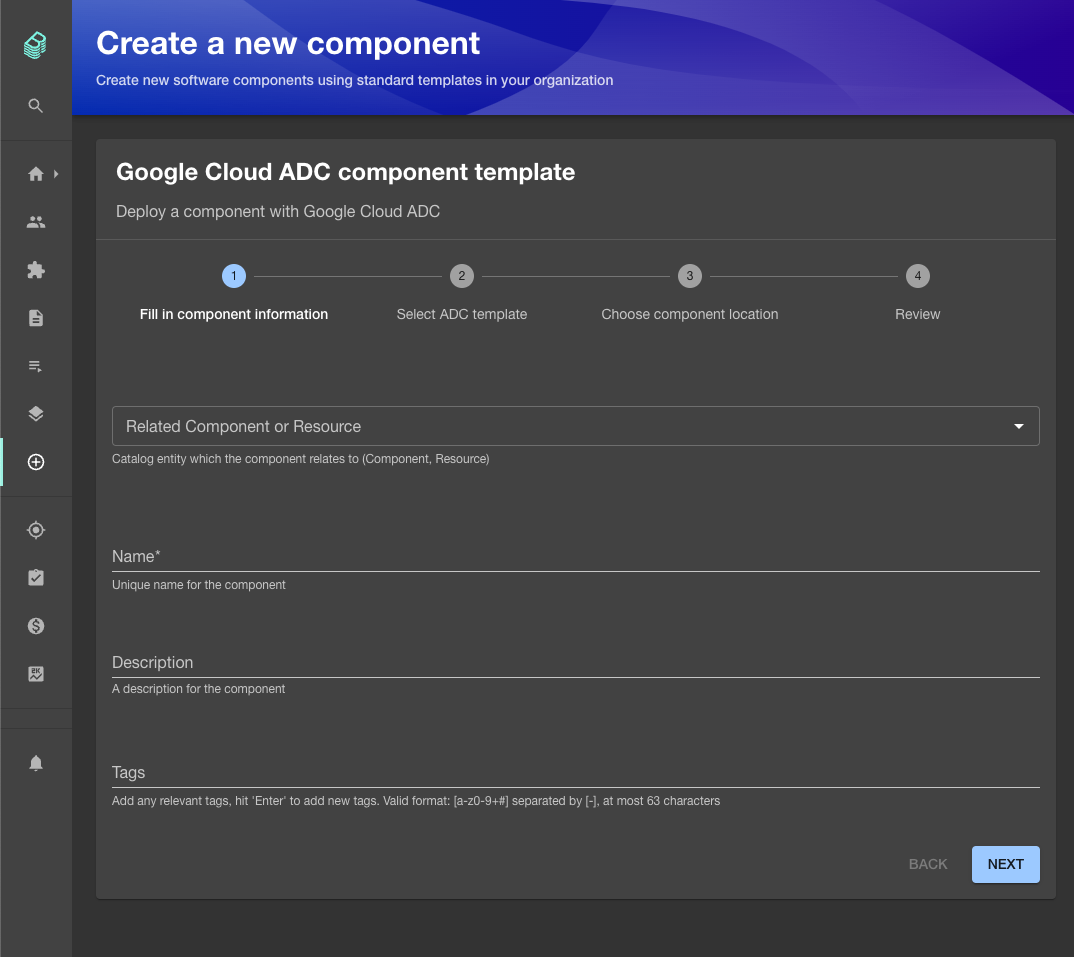 Create a new component
Create new software components using standard templates in your organization
Google Cloud ADC component template
Deploy a component with Google Cloud ADC
1
2
3
4
Fill in component information
Select ADC template
Choose component location
Review
Related Component or Resource
Catalog entity which the component relates to (Component, Resource)
Name*
Unique name for the component
Description
A description for the component
Tags
Add any relevant tags, hit 'Enter' to add new tags. Valid format: [a-z0-9+#] separated by [-], at most 63 characters
BACK
NEXT